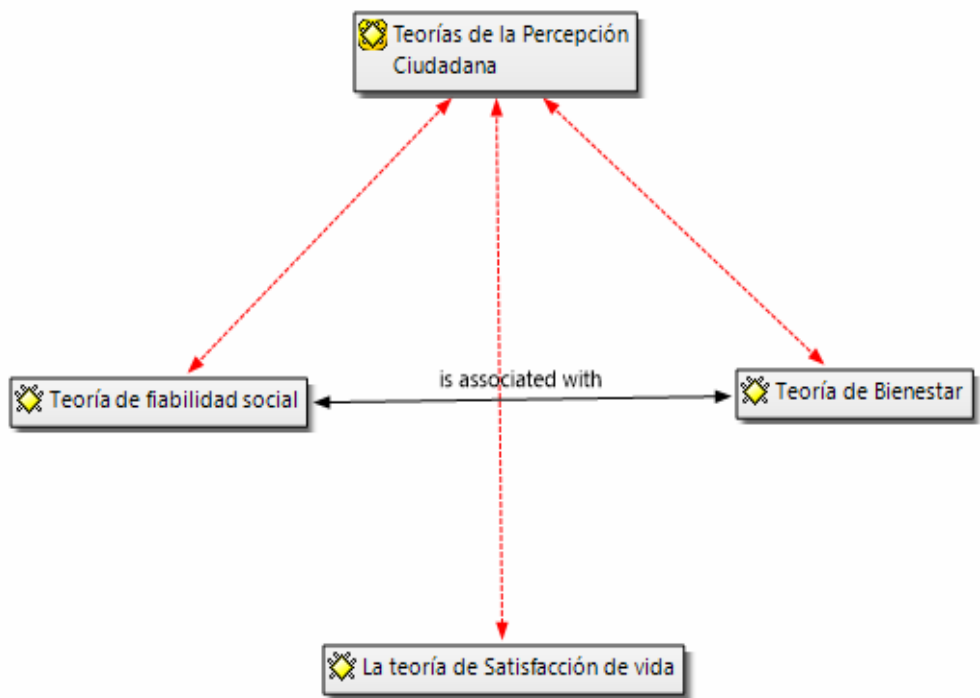 Teorías de la Percepción
Ciudadana
is associated with
Teoría de fiabilidad social
Teoría de Bienestar
La teoría de Satisfacción de vida